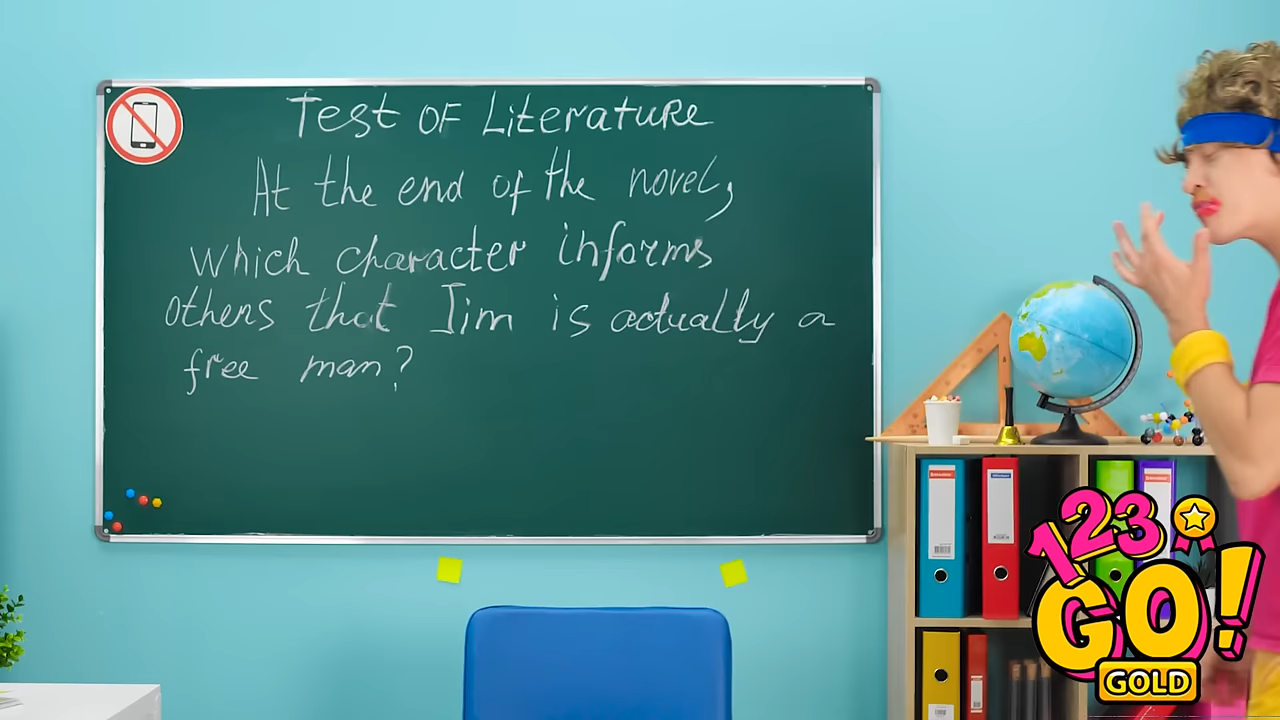 Test OF Literature
At the end of the novel,
which character informs
others that Jim is actually a
free man?
123
GO!
GOLD